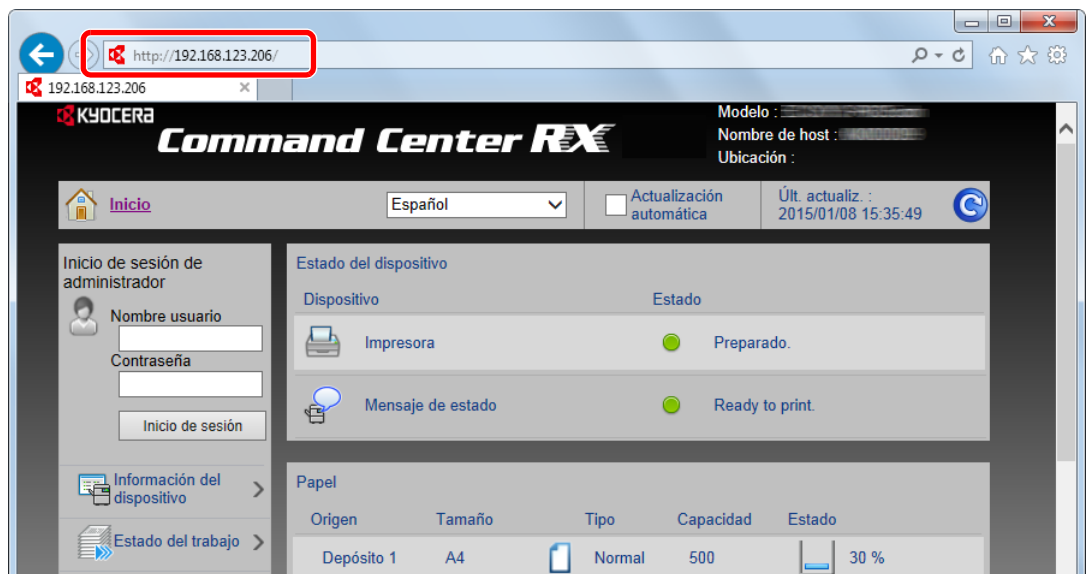 http://192.168.123.206/
192.168.123.206
KYOCERA
Command Center RX
Modelo :
Nombre de host :
Ubicación :
Inicio
Español
Actualización
automática
Últ. actualiz. :
2015/01/08 15:35:49
Inicio de sesión de
administrador
Nombre usuario
Contraseña
Inicio de sesión
Información del
dispositivo
Estado del trabajo
Estado del dispositivo
Dispositivo Estado
Impresora Preparado.
Mensaje de estado Ready to print.
Papel
Origen Tamaño Tipo Capacidad Estado
Depósito 1 A4 Normal 500 30 %